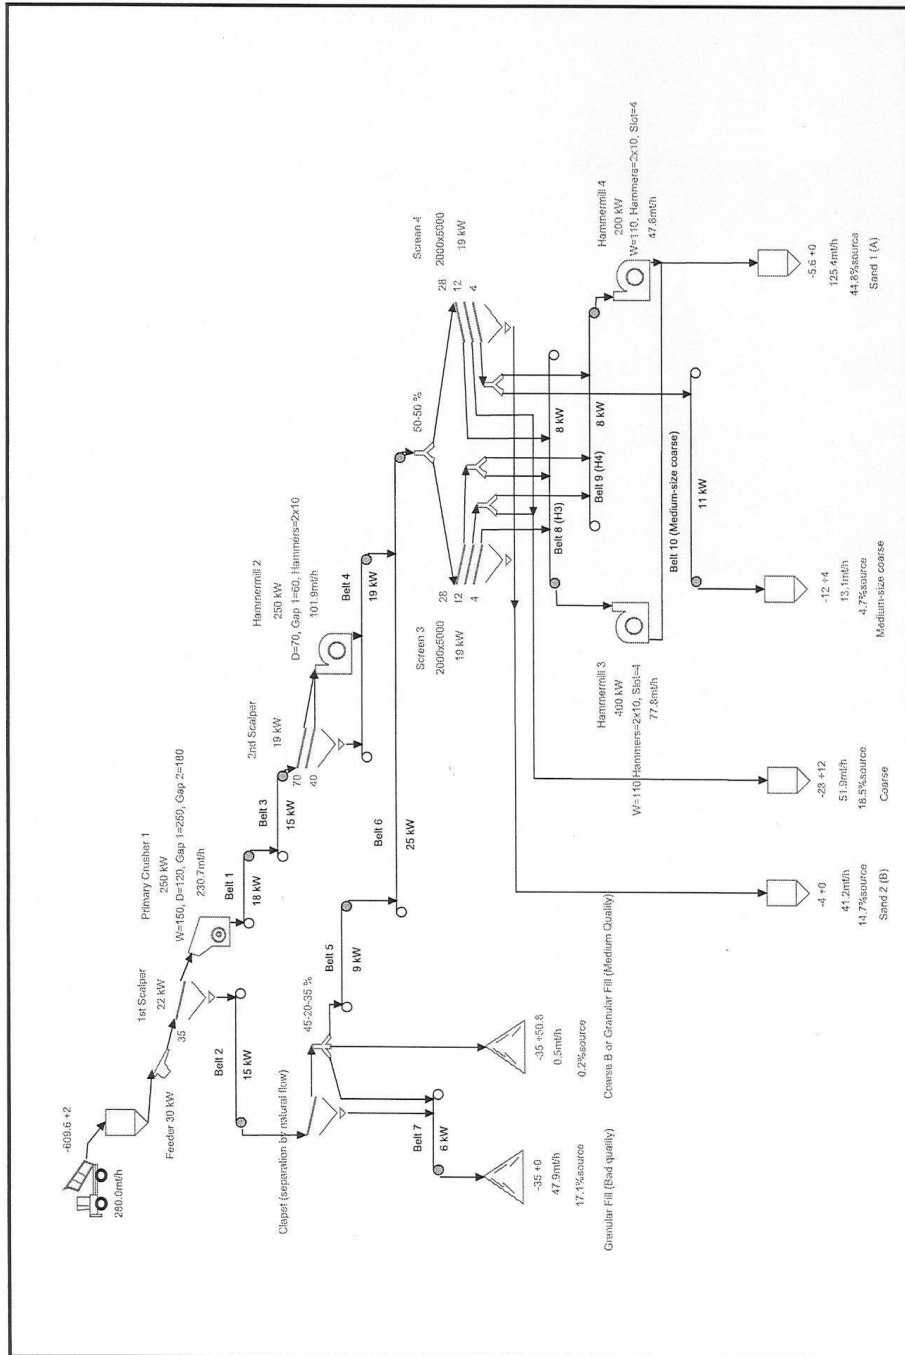 -609.6 +2
280.0mt/h
Feeder 30 kW
1st Scalper
22 kW
35
Primary Crusher 1
250 kW
W=150, D=120, Gap 1=250, Gap 2=180
230.7mt/h
Belt 1
18 kW
Belt 2
15 kW
Belt 3
15 kW
2nd Scalper
19 kW
70
40
Hammermill 2
250 kW
D=70, Gap 1=60, Hammers=2x10
101.9mt/h
Belt 4
19 kW
Clapet (separation by natural flow)
45-20-35 %
Belt 5
9 kW
Belt 6
25 kW
Belt 7
6 kW
50-50 %
Screen 3
2000x5000
19 kW
28
12
4
Screen 4
2000x5000
19 kW
28
12
4
Belt 8 (H3)
8 kW
Belt 9 (H4)
8 kW
Belt 10 (Medium-size coarse)
11 kW
Hammermill 3
400 kW
W=110 Hammers=2x10, Slot=4
77.8mt/h
Hammermill 4
200 kW
W=110, Hammers=2x10, Slot=4
47.6mt/h
-35 +0
47.9mt/h
17.1%source
Granular Fill (Bad quality)
-35 +50.8
0.5mt/h
0.2%source
Coarse B or Granular Fill (Medium Quality)
-4 +0
41.2mt/h
14.7%source
Sand 2 (B)
-23 +12
51.9mt/h
18.5%source
Coarse
-12 +4
13.1mt/h
4.7%source
Medium-size coarse
-5.6 +0
125.4mt/h
44.8%source
Sand 1 (A)